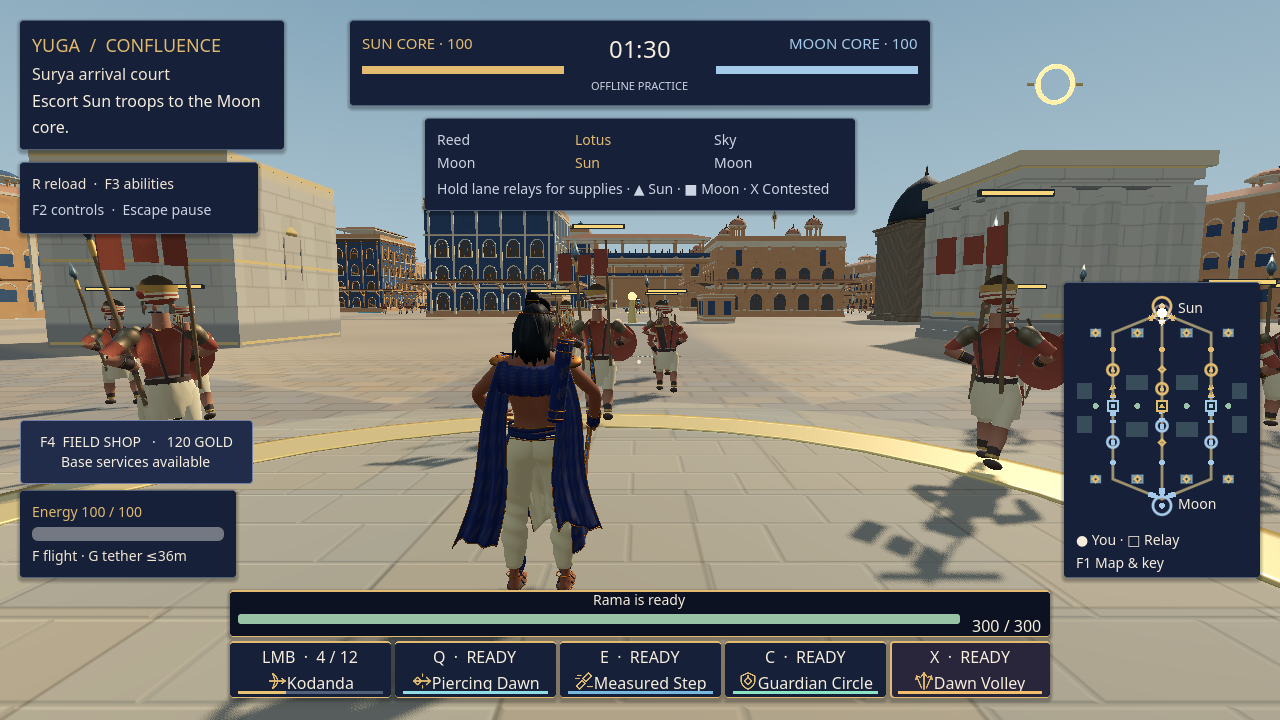 YUGA / CONFLUENCE
Surya arrival court
Escort Sun troops to the Moon
core.
R reload · F3 abilities
F2 controls · Escape pause
SUN CORE · 100
01:30
MOON CORE · 100
OFFLINE PRACTICE
Reed Lotus Sky
Moon Sun Moon
Hold lane relays for supplies · ▲ Sun · ■ Moon · X Contested
Sun
Moon
● You · □ Relay
F1 Map & key
F4 FIELD SHOP · 120 GOLD
Base services available
Energy 100 / 100
F flight · G tether ≤36m
Rama is ready
300 / 300
LMB · 4 / 12
Kodanda
Q · READY
Piercing Dawn
E · READY
Measured Step
C · READY
Guardian Circle
X · READY
Dawn Volley